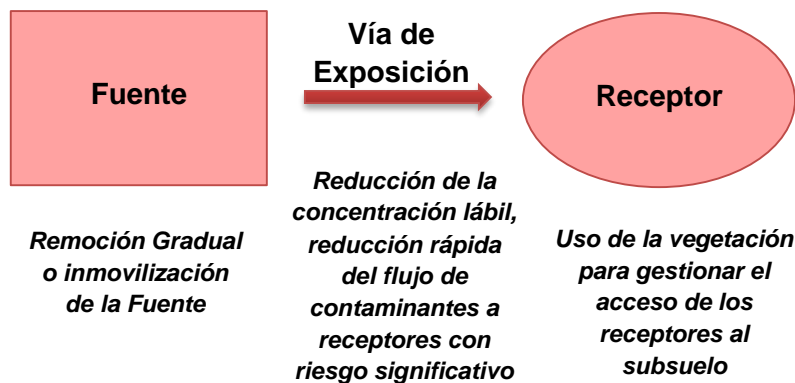 Fuente
Vía de
Exposición
Receptor
Remoción Gradual
o inmovilización
de la Fuente
Reducción de la
concentración lábil,
reducción rápida
del flujo de
contaminantes a
receptores con
riesgo significativo
Uso de la vegetación
para gestionar el
acceso de los
receptores al
subsuelo